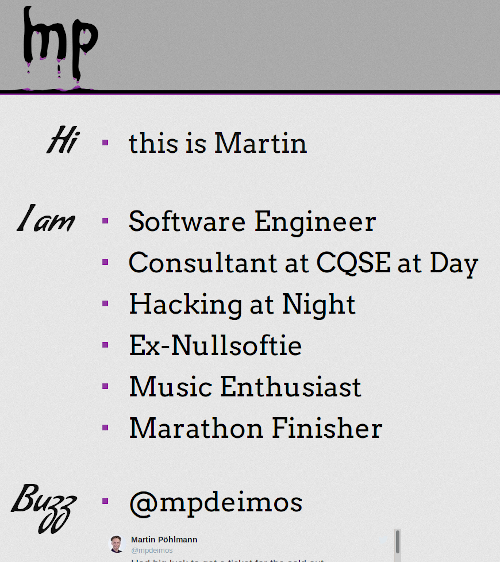 mp
Hi
this is Martin
I am
Software Engineer
Consultant at CQSE at Day
Hacking at Night
Ex-Nullsoftie
Music Enthusiast
Marathon Finisher
Buzz
@mpdeimos
Martin Pöhlmann
@mpdeimos